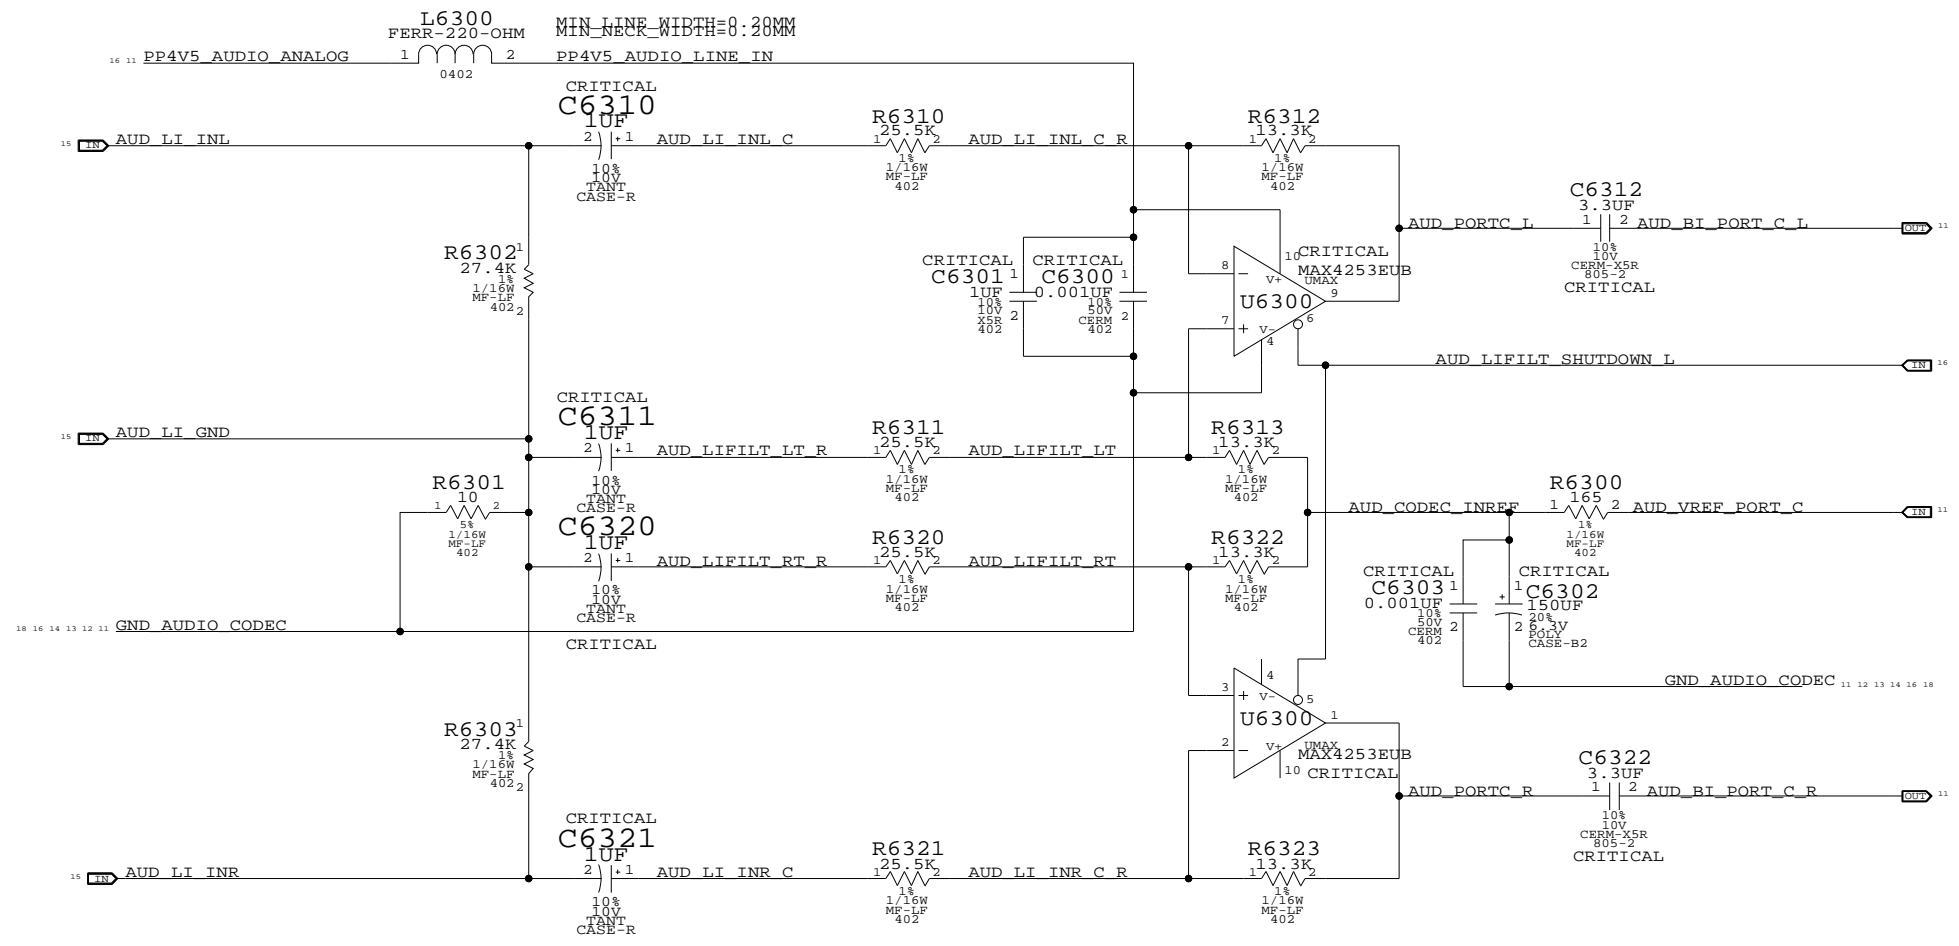 L6300
FERR-220-OHM
MIN_LINE_WIDTH=0.20MM
MIN_NECK_WIDTH=0.20MM
16 11 PP4V5_AUDIO_ANALOG 1 2 PP4V5_AUDIO_LINE_IN
0402
CRITICAL
C6310
1UF
15 IN AUD_LI_INL 2 + 1 AUD_LI_INL_C
10%
10V
TANT
CASE-R
R6310
25.5K
1 2 AUD_LI_INL_C_R
1%
1/16W
MF-LF
402
R6312
13.3K
1 2
1%
1/16W
MF-LF
402
C6312
3.3UF
AUD_PORTC_L 1 2 AUD_BI_PORT_C_L OUT 11
10%
10V
CERM-X5R
805-2
CRITICAL
R6302 1
27.4K
1%
1/16W
MF-LF
402 2
CRITICAL
C6301 1
1UF
10%
10V
X5R
402
2
CRITICAL
C6300 1
0.001UF
10%
50V
CERM
402
2
10 CRITICAL
MAX4253EUB
UMAX
8 - V+
U6300 9
7 + V- 6
4
AUD_LIFILT_SHUTDOWN_L IN 16
15 IN AUD_LI_GND
CRITICAL
C6311
1UF
2 + 1 AUD_LIFILT_LT_R
10%
10V
TANT
CASE-R
R6311
25.5K
1 2 AUD_LIFILT_LT
1%
1/16W
MF-LF
402
R6313
13.3K
1 2
1%
1/16W
MF-LF
402
R6301
10
1 2
5%
1/16W
MF-LF
402
C6320
1UF
2 + 1 AUD_LIFILT_RT_R
10%
10V
TANT
CASE-R
CRITICAL
R6320
25.5K
1 2 AUD_LIFILT_RT
1%
1/16W
MF-LF
402
R6322
13.3K
1 2
1%
1/16W
MF-LF
402
R6300
165
AUD_CODEC_INREF 1 2 AUD_VREF_PORT_C IN 11
1%
1/16W
MF-LF
402
CRITICAL
C6303 1
0.001UF
10%
50V
CERM
402
2
CRITICAL
+ 1 C6302
150UF
20%
2 6.3V
POLY
CASE-B2
GND_AUDIO_CODEC 11 12 13 14 16 18
18 16 14 13 12 11 GND_AUDIO_CODEC
4
3 + V- 5
U6300 1
2 - V+ UMAX
MAX4253EUB
10 CRITICAL
R6303 1
27.4K
1%
1/16W
MF-LF
402 2
C6322
3.3UF
AUD_PORTC_R 1 2 AUD_BI_PORT_C_R OUT 11
10%
10V
CERM-X5R
805-2
CRITICAL
CRITICAL
C6321
1UF
15 IN AUD_LI_INR 2 + 1 AUD_LI_INR_C
10%
10V
TANT
CASE-R
R6321
25.5K
1 2 AUD_LI_INR_C_R
1%
1/16W
MF-LF
402
R6323
13.3K
1 2
1%
1/16W
MF-LF
402